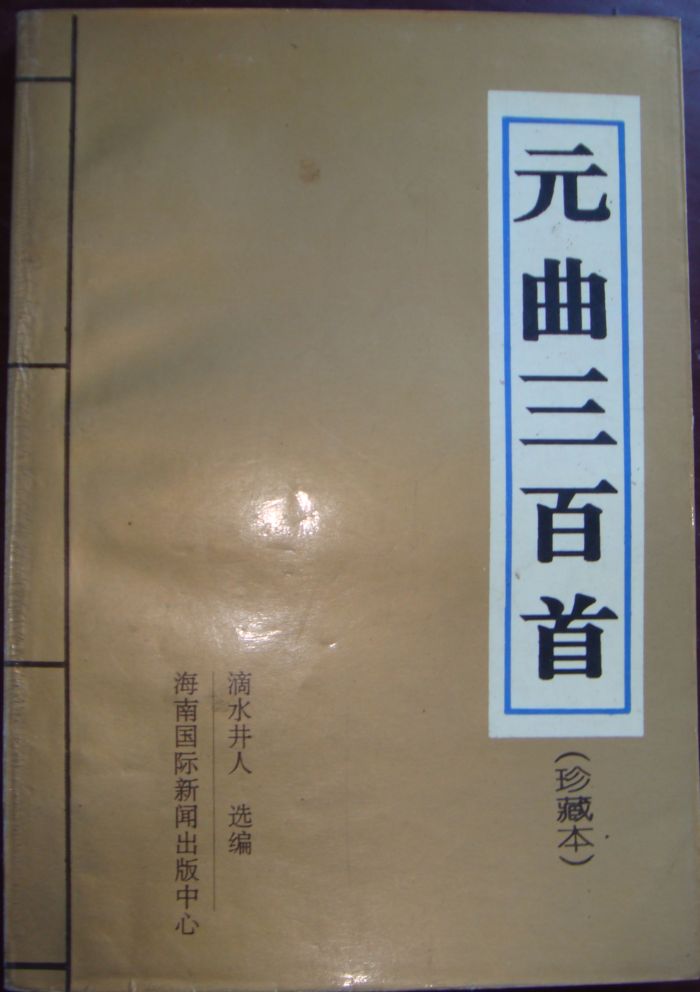 元曲三百首
(珍藏本)
滴水井人 选编
海南国际新闻出版中心